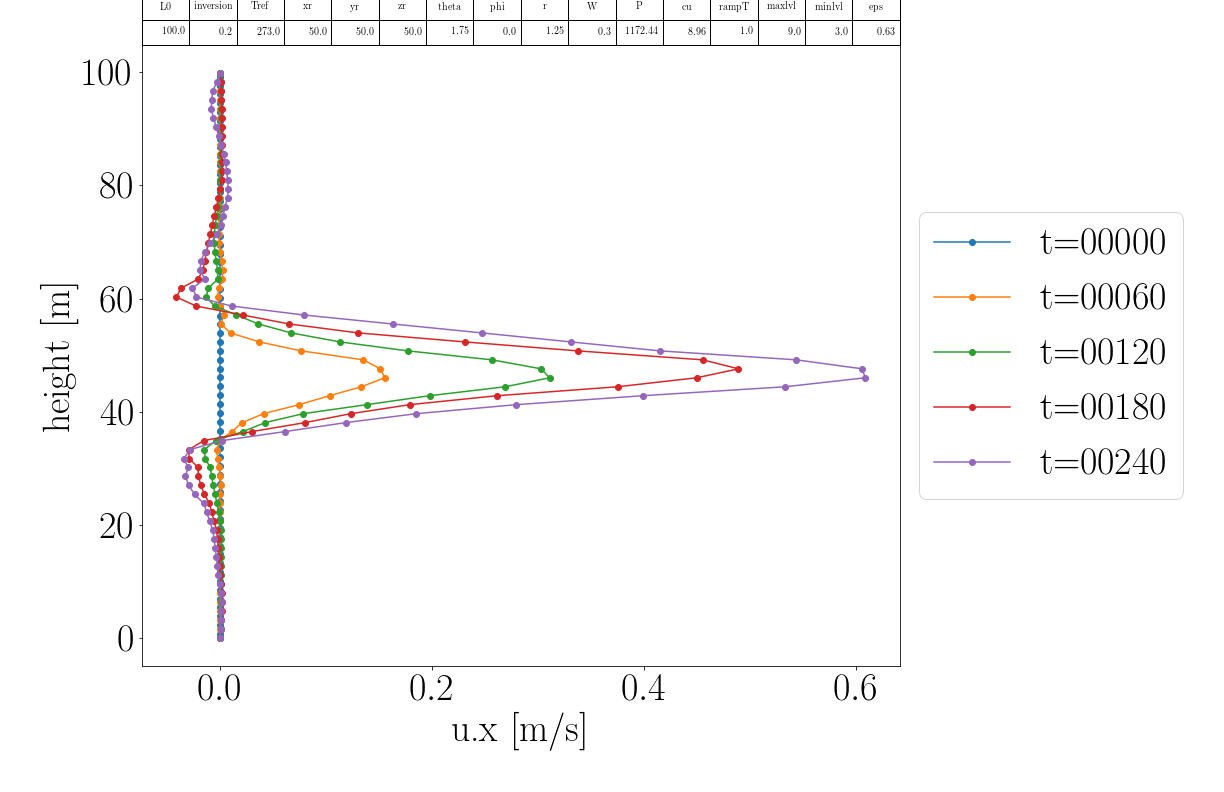 L0 inversion Tref xr yr zr theta phi r W P cu rampT maxlvl minlvl eps
100.0 0.2 273.0 50.0 50.0 50.0 1.75 0.0 1.25 0.3 1172.44 8.96 1.0 9.0 3.0 0.63
100
80
60
40
20
0
height [m]
0.0 0.2 0.4 0.6
u.x [m/s]
t=00000
t=00060
t=00120
t=00180
t=00240